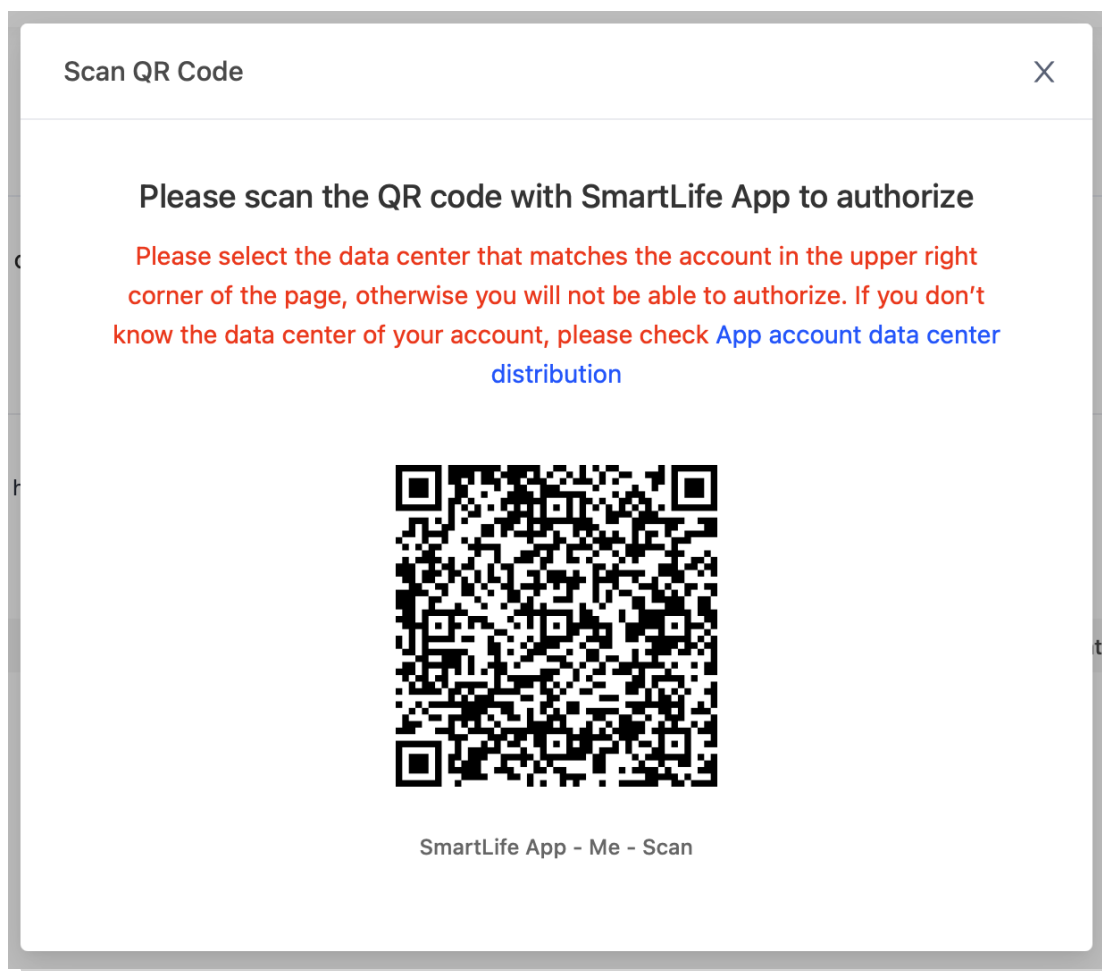 Scan QR Code
Please scan the QR code with SmartLife App to authorize
Please select the data center that matches the account in the upper right
corner of the page, otherwise you will not be able to authorize. If you don’t
know the data center of your account, please check App account data center
distribution
SmartLife App - Me - Scan